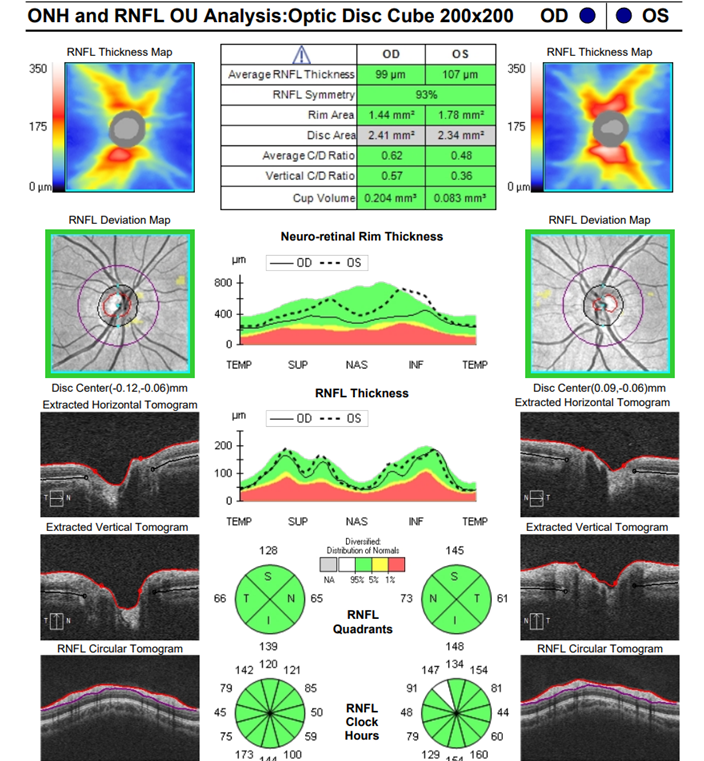 ONH and RNFL OU Analysis:Optic Disc Cube 200x200 OD OS
RNFL Thickness Map
350
175
0 µm
OD OS
Average RNFL Thickness 99 µm 107 µm
RNFL Symmetry 93%
Rim Area 1.44 mm² 1.78 mm²
Disc Area 2.41 mm² 2.34 mm²
Average C/D Ratio 0.62 0.48
Vertical C/D Ratio 0.57 0.36
Cup Volume 0.204 mm³ 0.083 mm³
RNFL Thickness Map
350
175
0 µm
RNFL Deviation Map
Disc Center(-0.12,-0.06)mm
Neuro-retinal Rim Thickness
µm
OD OS
800
400
0
TEMP SUP NAS INF TEMP
RNFL Deviation Map
Disc Center(0.09,-0.06)mm
Extracted Horizontal Tomogram
T N
RNFL Thickness
µm
OD OS
200
100
0
TEMP SUP NAS INF TEMP
Extracted Horizontal Tomogram
N T
Extracted Vertical Tomogram
T N
Diversified:
Distribution of Normals
NA 95% 5% 1%
128
S
66 T N 65
I
139
RNFL
Quadrants
145
S
73 N T 61
I
148
Extracted Vertical Tomogram
N T
RNFL Circular Tomogram
120
142 121
79 85
45 50
75 59
173 100
144
RNFL
Clock
Hours
134
147 154
91 81
48 44
79 60
129 160
154
RNFL Circular Tomogram